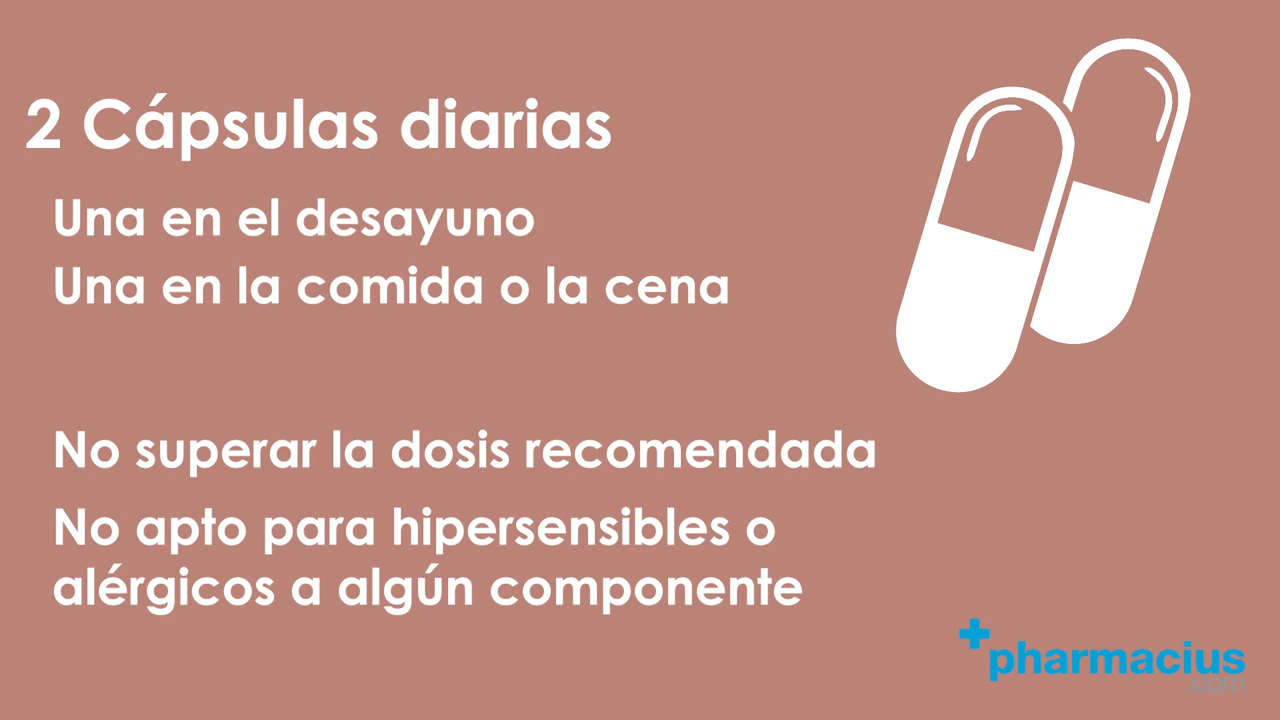 2 Cápsulas diarias
Una en el desayuno
Una en la comida o la cena
No superar la dosis recomendada
No apto para hipersensibles o
alérgicos a algún componente
pharmacius
.com